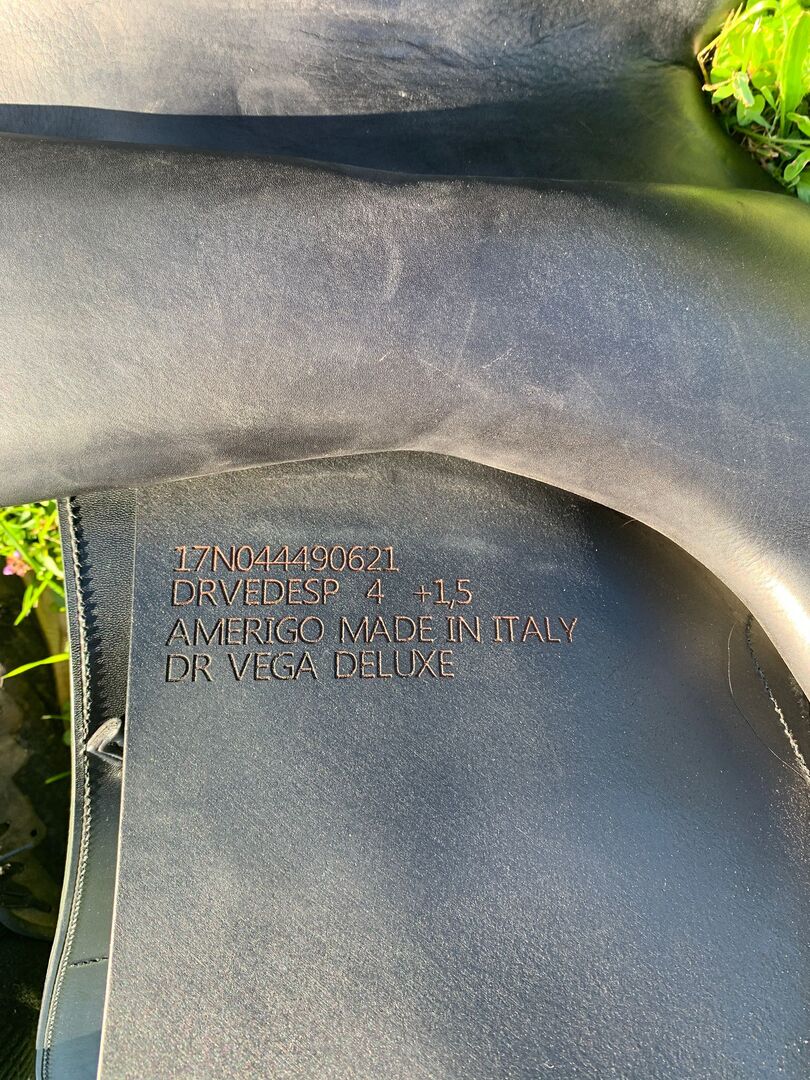 17N044490621
DRVEDESP 4 +1,5
AMERIGO MADE IN ITALY
DR VEGA DELUXE